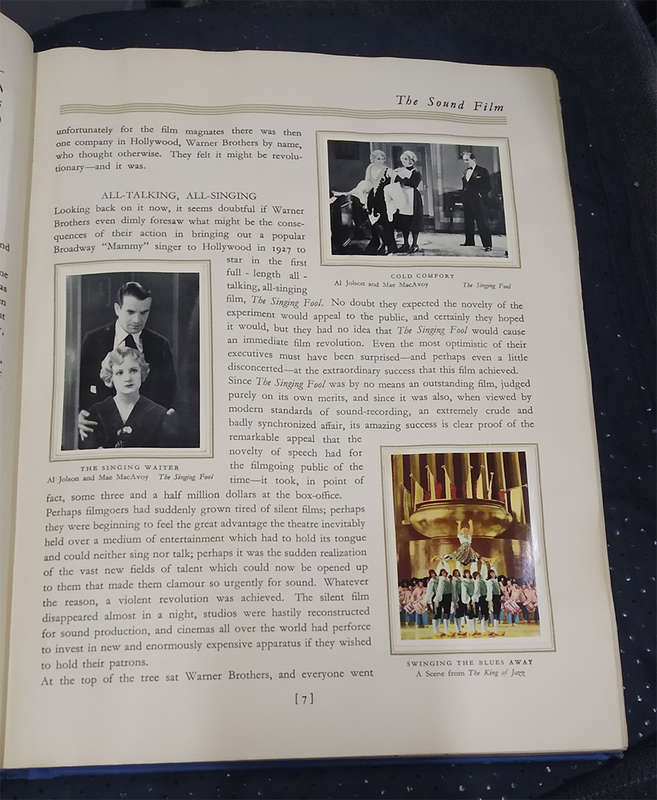 The Sound Film
unfortunately for the film magnates there was then
one company in Hollywood, Warner Brothers by name,
who thought otherwise. They felt it might be revolu-
tionary—and it was.
ALL-TALKING, ALL-SINGING
Looking back on it now, it seems doubtful if Warner
Brothers even dimly foresaw what might be the conse-
quences of their action in bringing out a popular
Broadway "Mammy" singer to Hollywood in 1927 to
star in the first
full - length all -
talking, all-singing
film, The Singing Fool. No doubt they expected the novelty of the
experiment would appeal to the public, and certainly they hoped
it would, but they had no idea that The Singing Fool would cause
an immediate film revolution. Even the most optimistic of their
executives must have been surprised—and perhaps even a little
disconcerted—at the extraordinary success that this film achieved.
Since The Singing Fool was by no means an outstanding film, judged
purely on its own merits, and since it was also, when viewed by
modern standards of sound-recording, an extremely crude and
badly synchronized affair, its amazing success is clear proof of the
remarkable appeal that the
novelty of speech had for
the filmgoing public of the
time—it took, in point of
fact, some three and a half million dollars at the box-office.
Perhaps filmgoers had suddenly grown tired of silent films; perhaps
they were beginning to feel the great advantage the theatre inevitably
held over a medium of entertainment which had to hold its tongue
and could neither sing nor talk; perhaps it was the sudden realization
of the vast new fields of talent which could now be opened up
to them that made them clamour so urgently for sound. Whatever
the reason, a violent revolution was achieved. The silent film
disappeared almost in a night, studios were hastily reconstructed
for sound production, and cinemas all over the world had perforce
to invest in new and enormously expensive apparatus if they wished
to hold their patrons.
At the top of the tree sat Warner Brothers, and everyone went
COLD COMFORT
Al Jolson and Mae MacAvoy The Singing Fool
THE SINGING WAITER
Al Jolson and Mae MacAvoy The Singing Fool
SWINGING THE BLUES AWAY
A Scene from The King of Jazz
[ 7 ]